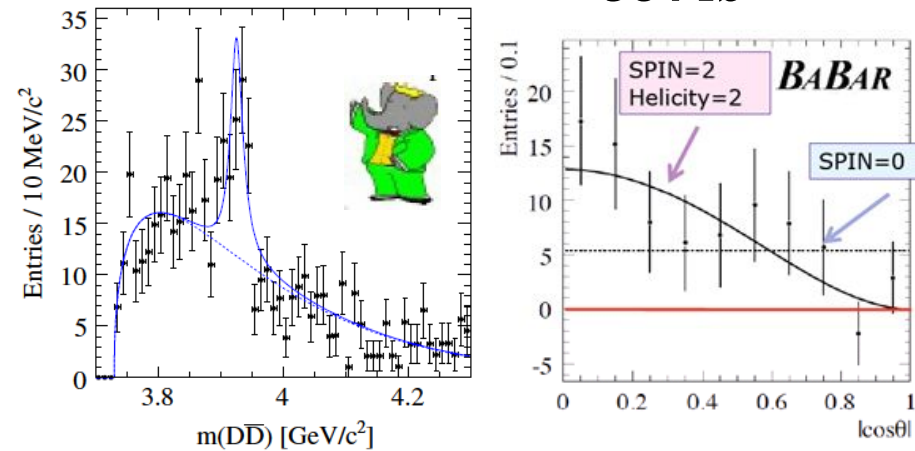 35
30
25
20
15
10
5
0
Entries / 10 MeV/c²
3.8
4
4.2
m(DD̅) [GeV/c²]
SPIN=2
Helicity=2
BABAR
SPIN=0
Entries / 0.1
20
15
10
5
0
-5
0
0.2
0.4
0.6
0.8
1
|cosθ|